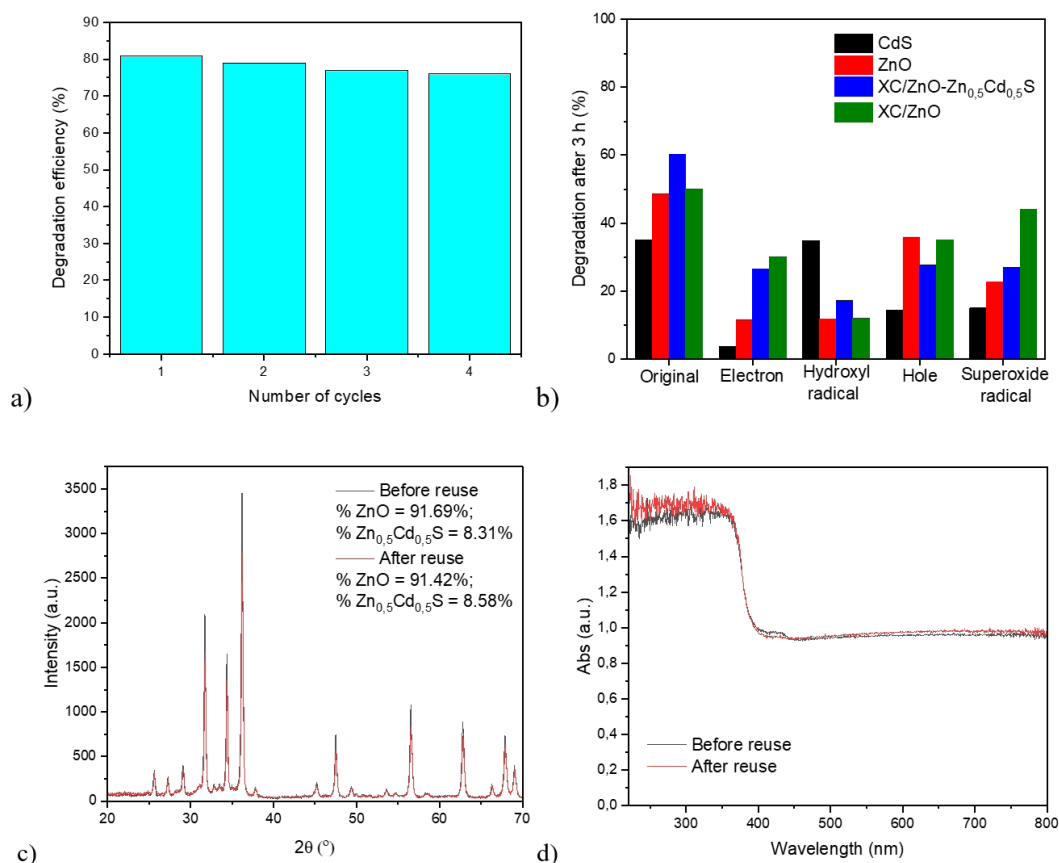 90
80
70
60
50
40
30
20
10
0
Degradation efficiency (%)
1 2 3 4
Number of cycles
a)
100
80
60
40
20
0
Degradation after 3 h (%)
CdS
ZnO
XC/ZnO-Zn0,5Cd0,5S
XC/ZnO
Original Electron Hydroxyl radical Hole Superoxide radical
b)
3500
3000
2500
2000
1500
1000
500
0
Intensity (a.u.)
Before reuse
% ZnO = 91.69%;
% Zn0,5Cd0,5S = 8.31%
After reuse
% ZnO = 91.42%;
% Zn0,5Cd0,5S = 8.58%
20 30 40 50 60 70
2θ (°)
c)
1,8
1,6
1,4
1,2
1,0
0,8
0,6
0,4
0,2
0,0
Abs (a.u.)
Before reuse
After reuse
300 400 500 600 700 800
Wavelength (nm)
d)